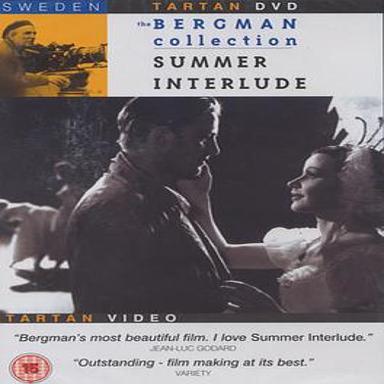 SWEDEN
TARTAN DVD
the BERGMAN
collection
SUMMER
INTERLUDE
TARTAN VIDEO
"Bergman's most beautiful film. I love Summer Interlude."
JEAN-LUC GODARD
"Outstanding - film making at its best."
VARIETY
15